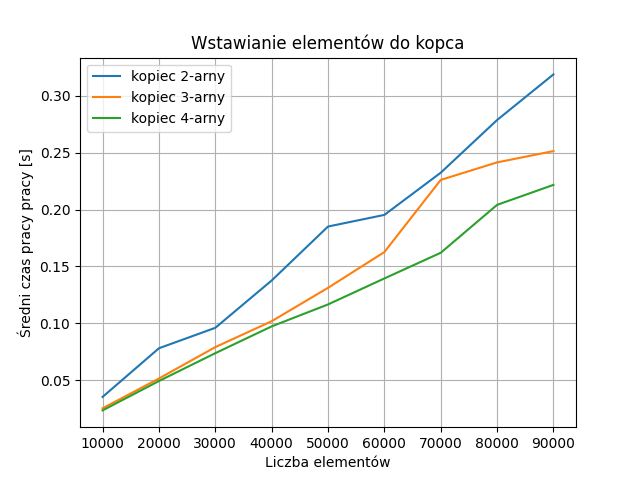 Wstawianie elementów do kopca
kopiec 2-arny
kopiec 3-arny
kopiec 4-arny
Średni czas pracy pracy [s]
0.30
0.25
0.20
0.15
0.10
0.05
10000 20000 30000 40000 50000 60000 70000 80000 90000
Liczba elementów